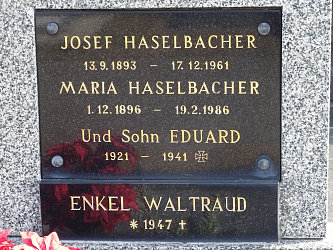 JOSEF HASELBACHER
13.9.1893 — 17.12.1961
MARIA HASELBACHER
1.12.1896 — 19.2.1986
Und Sohn EDUARD
1921 — 1941 ✠
ENKEL WALTRAUD
* 1947 †